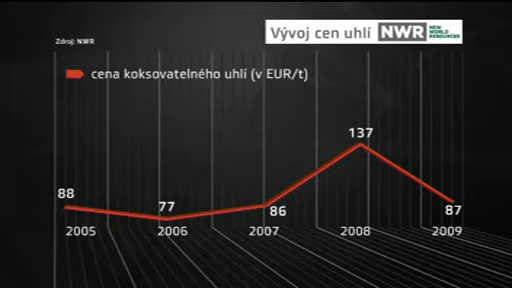 Vývoj cen uhlí NWR NEW
WORLD
RESOURCES
Zdroj: NWR
cena koksovatelného uhlí (v EUR/t)
137
88
77
86
87
2005 2006 2007 2008 2009